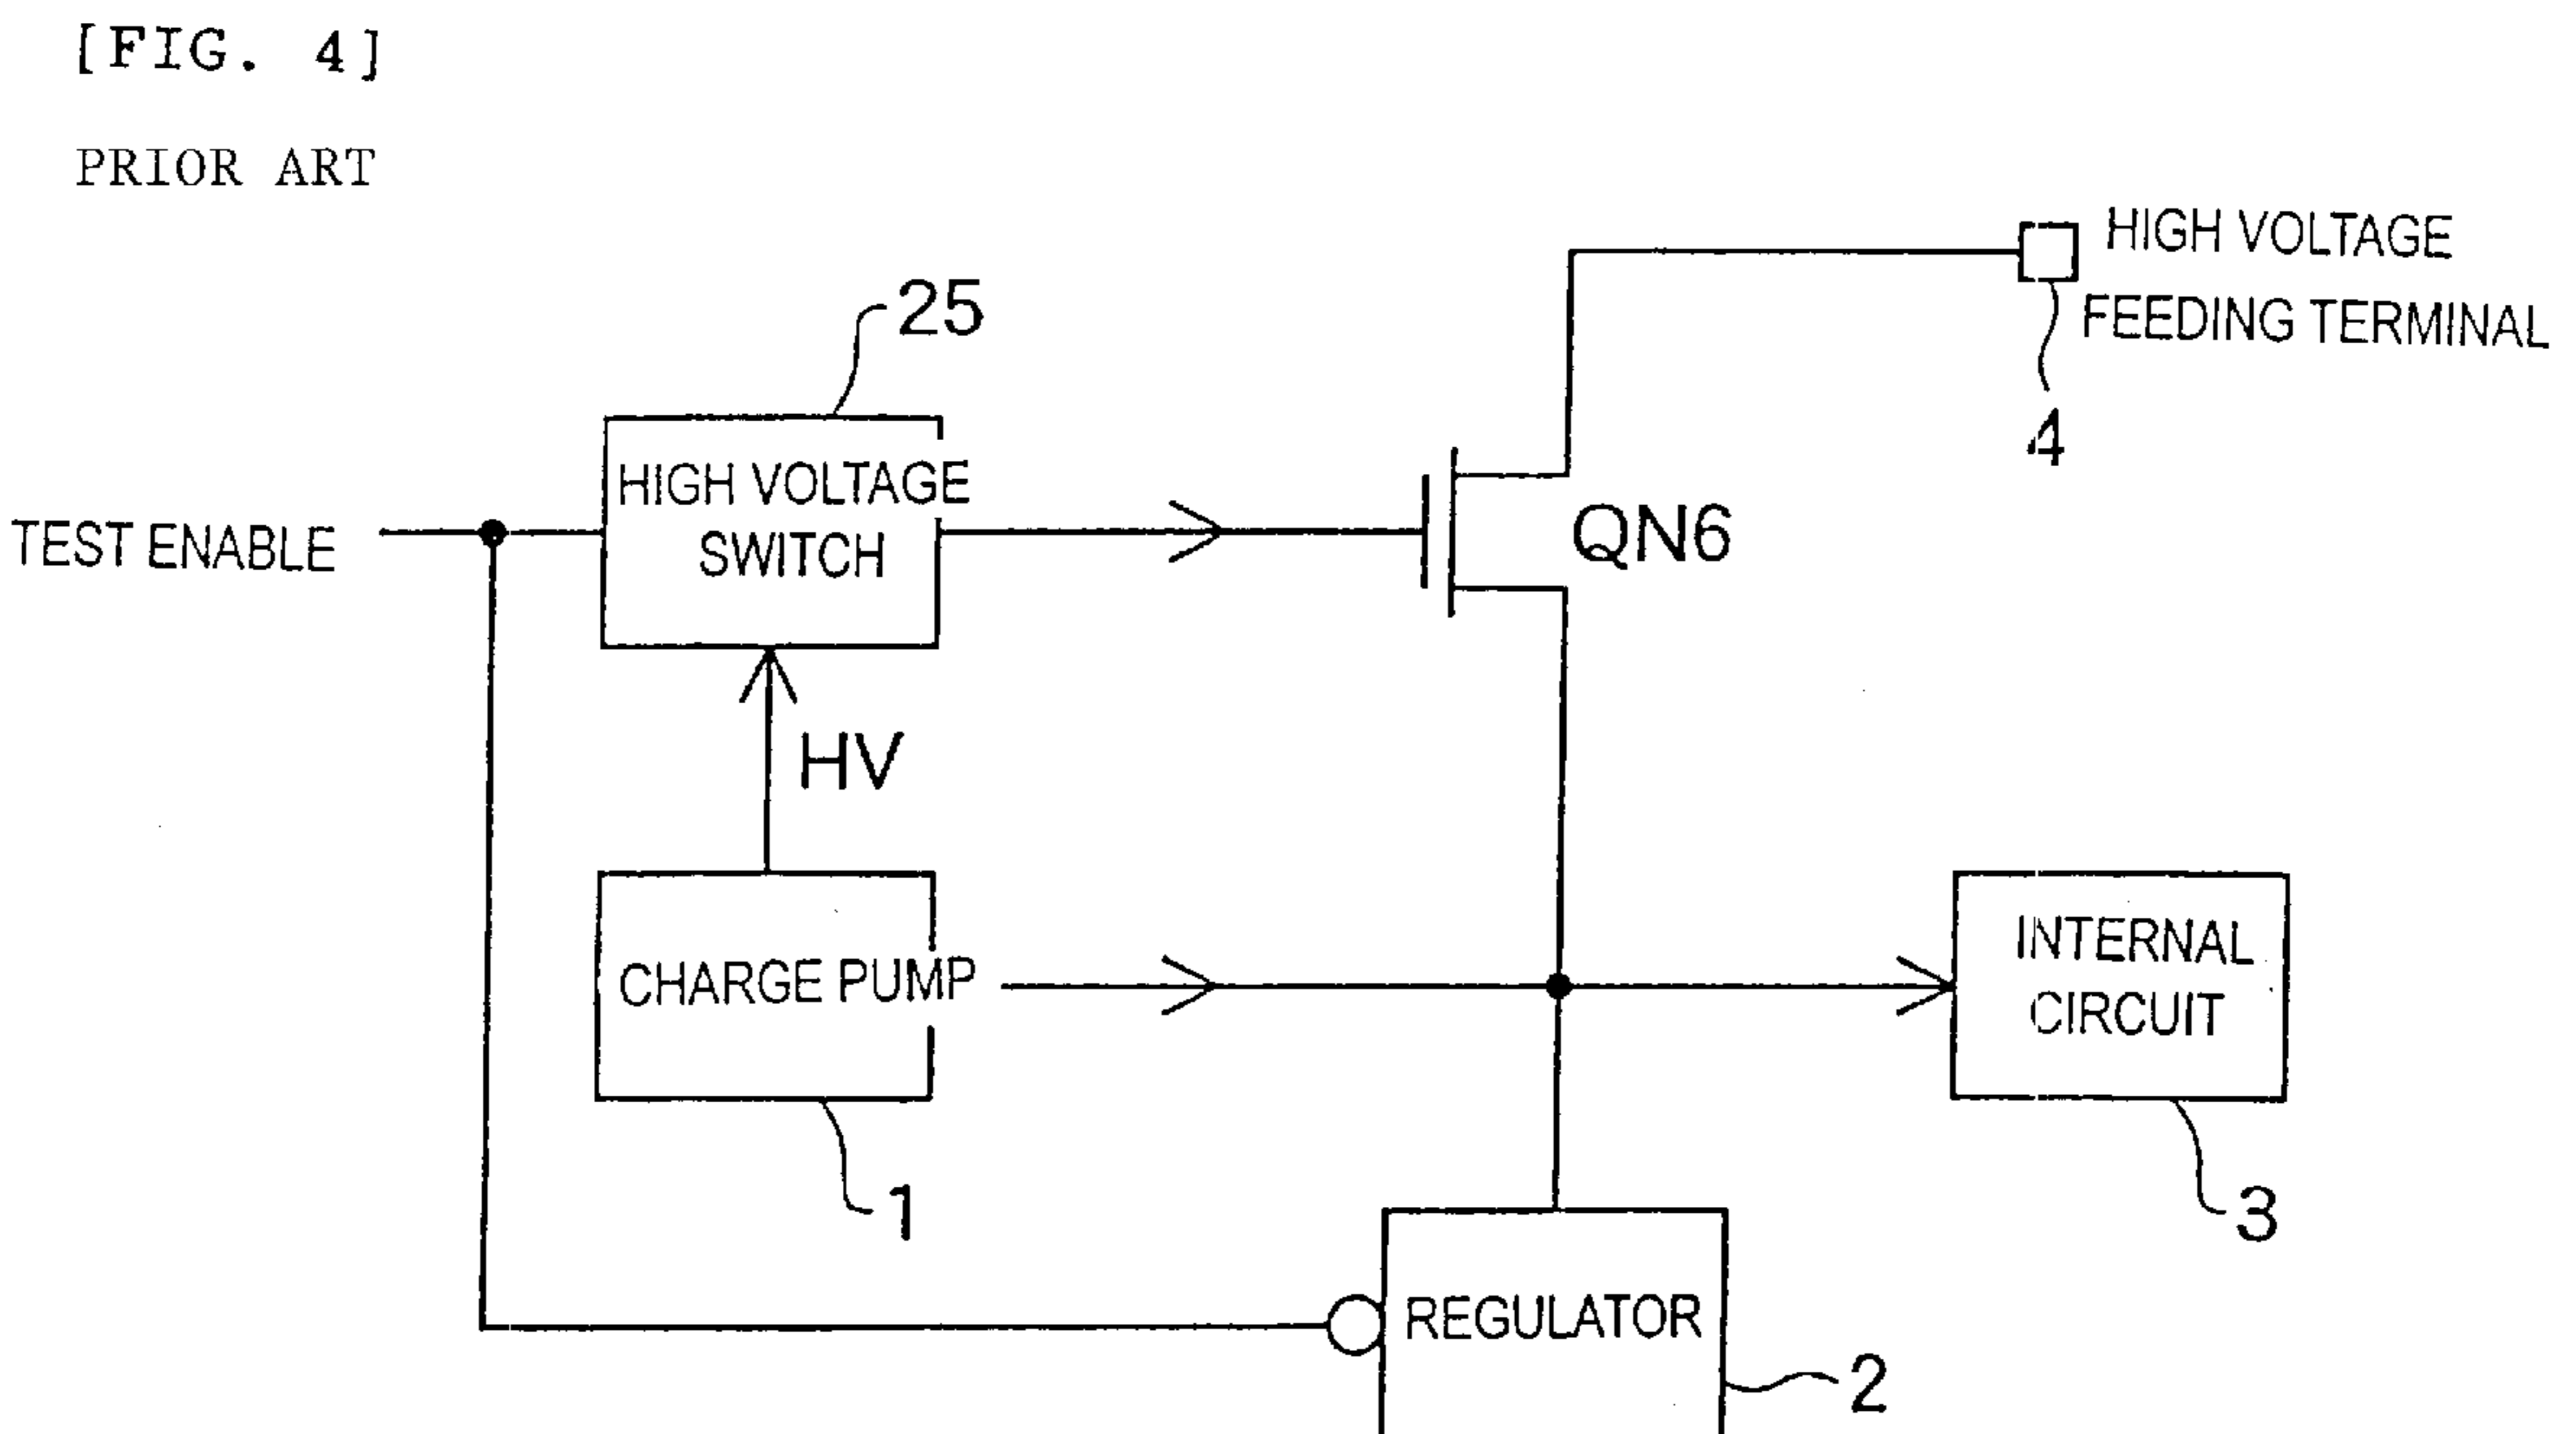 [FIG. 4]
PRIOR ART
HIGH VOLTAGE
FEEDING TERMINAL
4
25
HIGH VOLTAGE
SWITCH
TEST ENABLE
QN6
HV
CHARGE PUMP
1
INTERNAL
CIRCUIT
3
REGULATOR
2